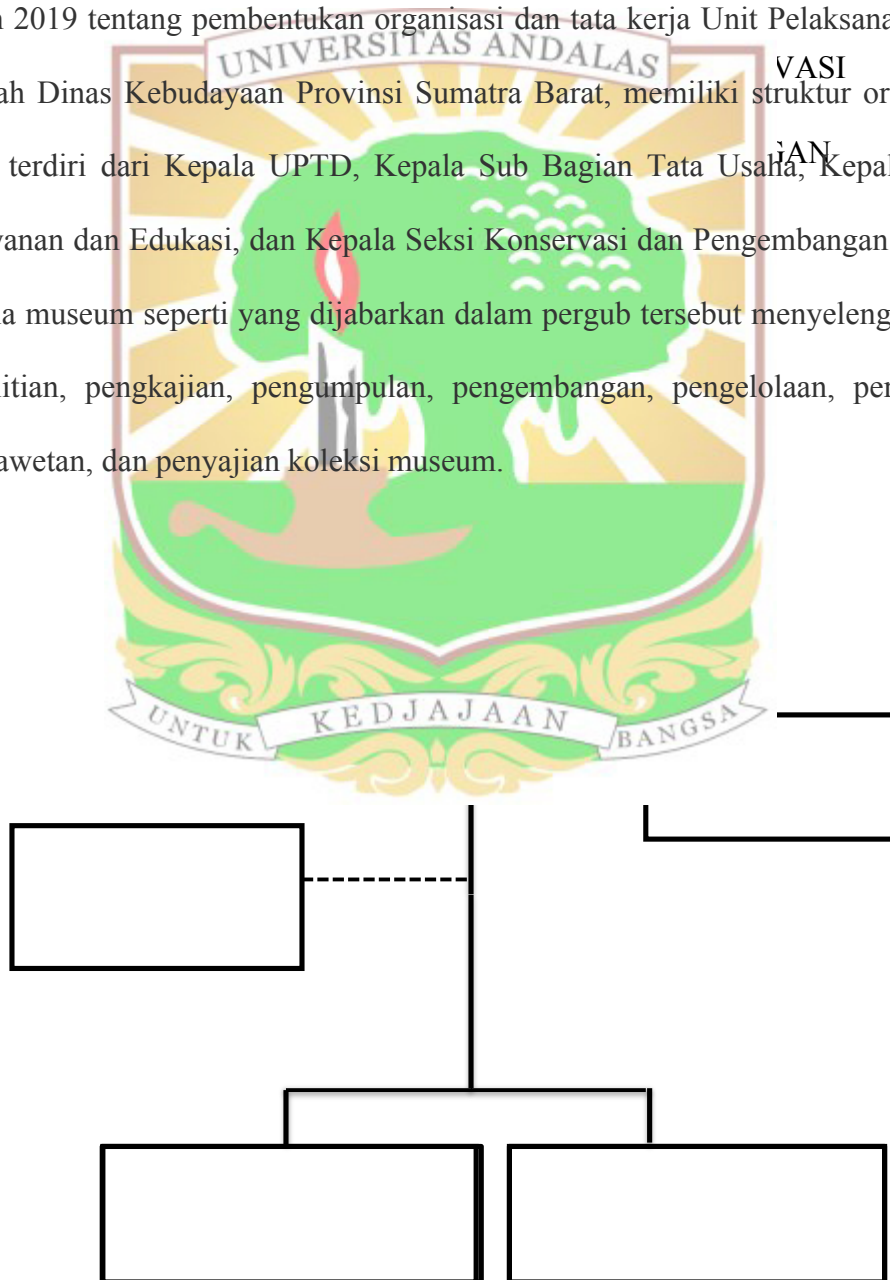 2019 tentang pembentukan organisasi dan tata kerja Unit Pelaksana
UNIVERSITAS ANDALAS
VASI
Dinas Kebudayaan Provinsi Sumatra Barat, memiliki struktur
GAN
terdiri dari Kepala UPTD, Kepala Sub Bagian Tata Usaha, Kepal
yanan dan Edukasi, dan Kepala Seksi Konservasi dan Pengembangan
a museum seperti yang dijabarkan dalam pergub tersebut menyeleng
litian, pengkajian, pengumpulan, pengembangan, pengelolaan, per
awetan, dan penyajian koleksi museum.
UNTUK KEDJAJAAN BANGSA